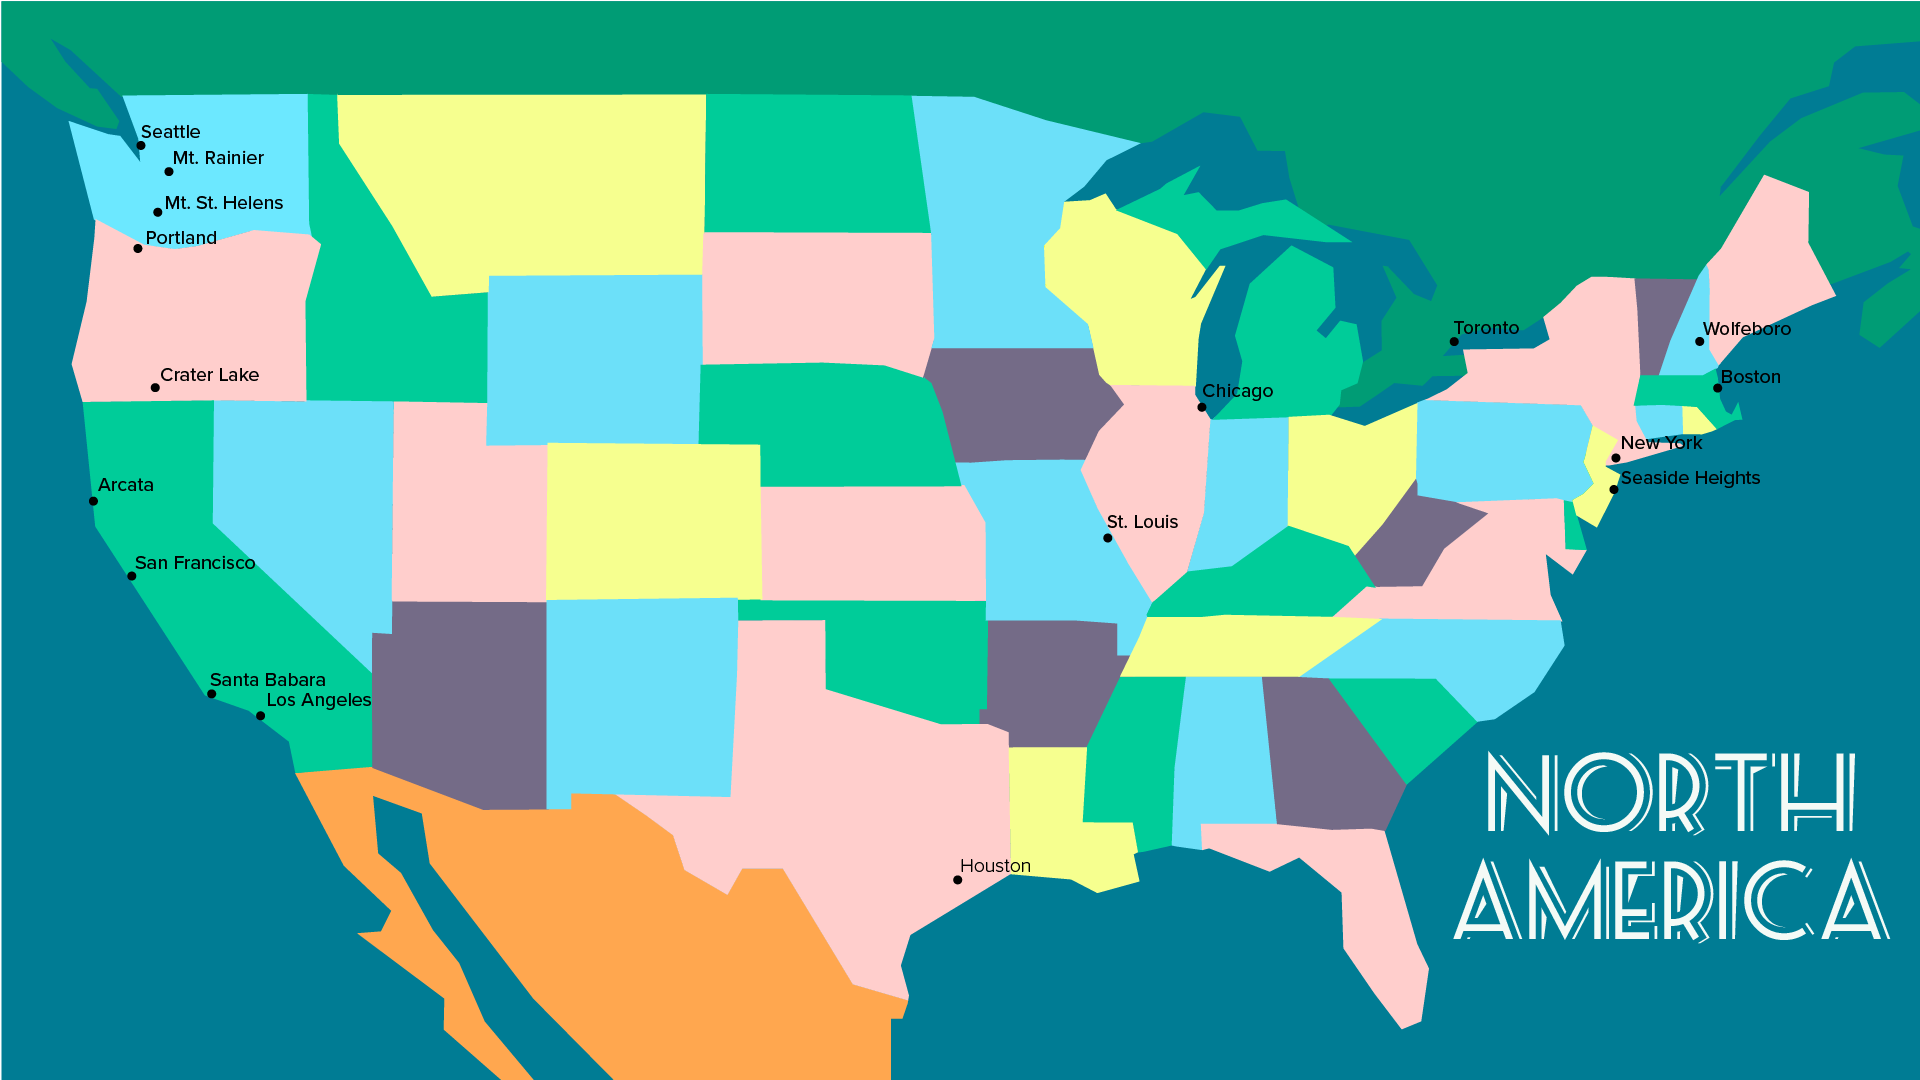 Seattle
Mt. Rainier
Mt. St. Helens
Portland
Toronto
Wolfeboro
Crater Lake
Boston
Chicago
New York
Seaside Heights
Arcata
St. Louis
San Francisco
Santa Babara
Los Angeles
NORTH
AMERICA
Houston